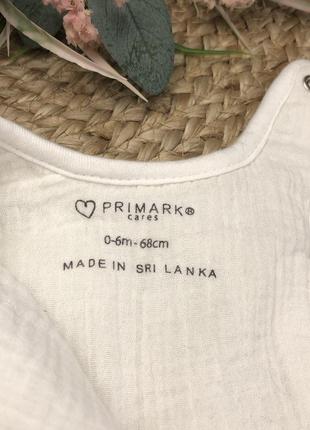 ♡ PRIMARK®
cares
0-6m-68cm
MADE IN SRI LANKA